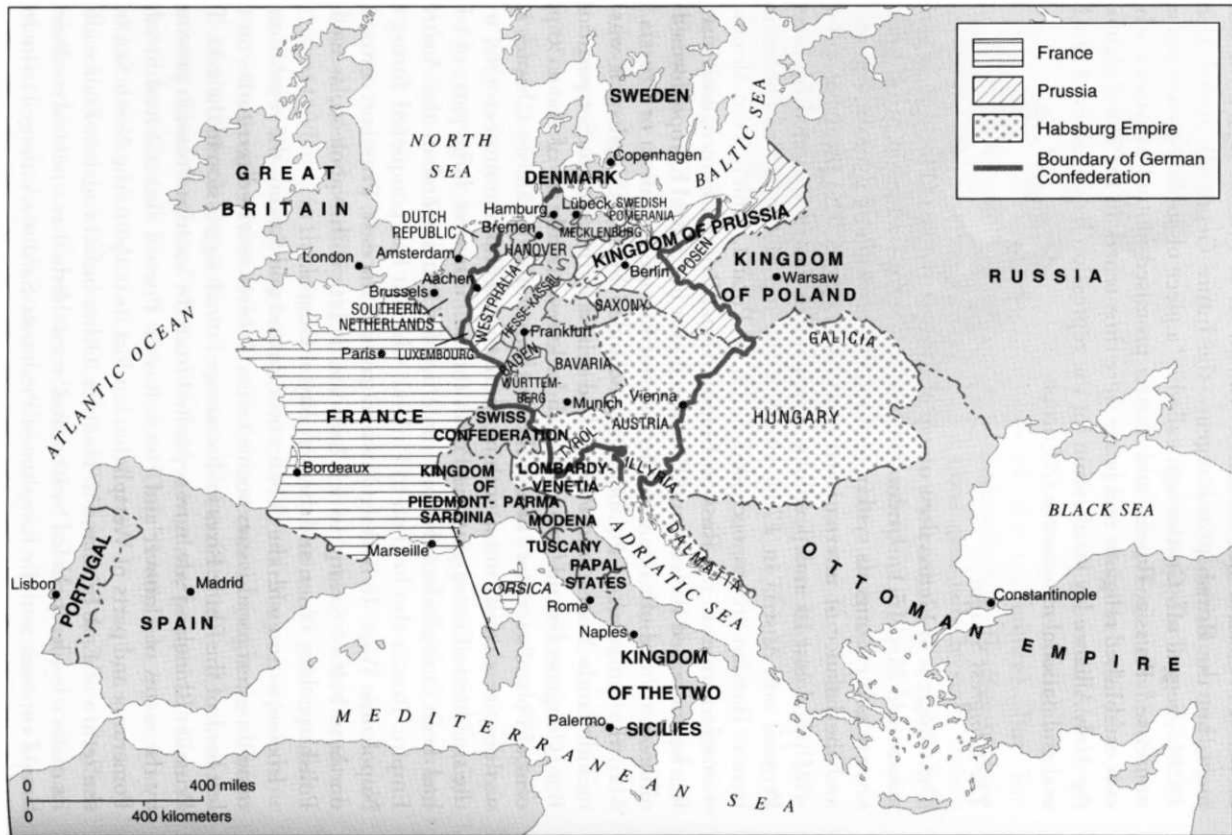 France
Prussia
Habsburg Empire
Boundary of German
Confederation
SWEDEN
NORTH
SEA
BALTIC SEA
Copenhagen
DENMARK
GREAT
BRITAIN
DUTCH
REPUBLIC
Hamburg
Lübeck
SWEDISH
POMERANIA
Bremen
MECKLENBURG
HANOVER
KINGDOM OF PRUSSIA
POSEN
Amsterdam
London
Berlin
KINGDOM
OF POLAND
Warsaw
RUSSIA
Aachen
Brussels
WESTPHALIA
HESSE-KASSEL
SAXONY
SOUTHERN
NETHERLANDS
Frankfurt
GALICIA
ATLANTIC OCEAN
Paris
LUXEMBOURG
BADEN
BAVARIA
WÜRTTEM-
BERG
Munich
Vienna
HUNGARY
FRANCE
SWISS
CONFEDERATION
AUSTRIA
TYROL
Bordeaux
KINGDOM
OF
PIEDMONT-
SARDINIA
LOMBARDY-
VENETIA
ILLYRIA
PARMA
MODENA
DALMATIA
BLACK SEA
Marseille
TUSCANY
PAPAL
STATES
ADRIATIC SEA
CORSICA
Rome
OTTOMAN EMPIRE
Constantinople
Lisbon
PORTUGAL
Madrid
SPAIN
Naples
KINGDOM
OF THE TWO
SICILIES
Palermo
MEDITERRANEAN SEA
0
400 miles
0
400 kilometers